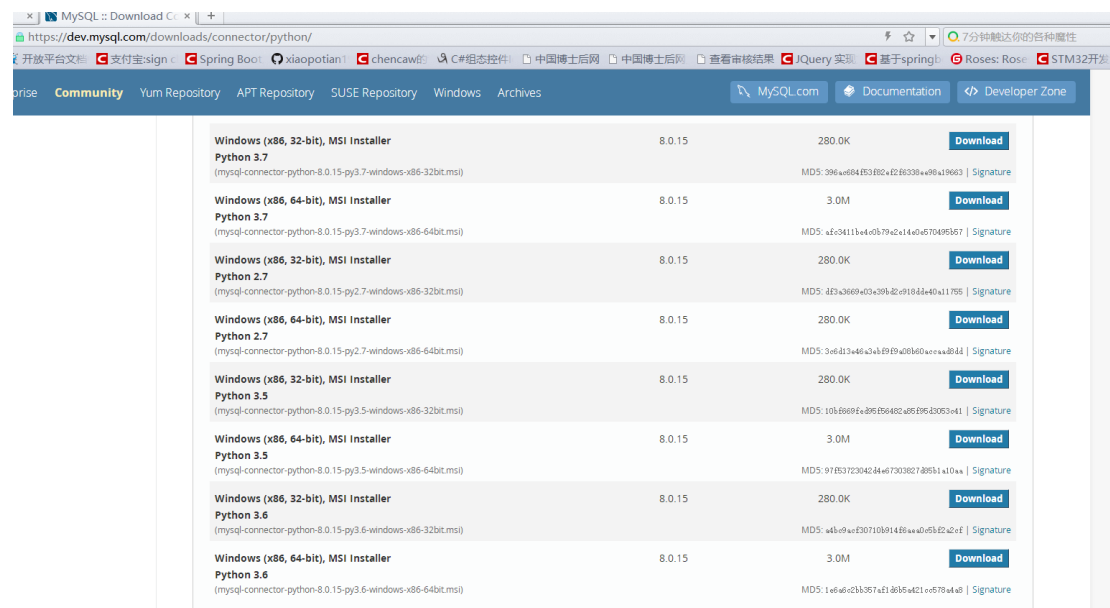 MySQL :: Download Co
https://dev.mysql.com/downloads/connector/python/
7分钟触达你的各种魔性
开放平台文档 支付宝:sign c Spring Boot xiaopotian1 chencaw的 C#组态控件 中国博士后网 中国博士后网 查看审核结果 JQuery 实现 基于springb Roses: Rose STM32开发
prise Community Yum Repository APT Repository SUSE Repository Windows Archives MySQL.com Documentation Developer Zone
Windows (x86, 32-bit), MSI Installer 8.0.15 280.0K Download
Python 3.7
(mysql-connector-python-8.0.15-py3.7-windows-x86-32bit.msi) MD5: | Signature
Windows (x86, 64-bit), MSI Installer 8.0.15 3.0M Download
Python 3.7
(mysql-connector-python-8.0.15-py3.7-windows-x86-64bit.msi) MD5: | Signature
Windows (x86, 32-bit), MSI Installer 8.0.15 280.0K Download
Python 2.7
(mysql-connector-python-8.0.15-py2.7-windows-x86-32bit.msi) MD5: | Signature
Windows (x86, 64-bit), MSI Installer 8.0.15 280.0K Download
Python 2.7
(mysql-connector-python-8.0.15-py2.7-windows-x86-64bit.msi) MD5: | Signature
Windows (x86, 32-bit), MSI Installer 8.0.15 280.0K Download
Python 3.5
(mysql-connector-python-8.0.15-py3.5-windows-x86-32bit.msi) MD5: | Signature
Windows (x86, 64-bit), MSI Installer 8.0.15 3.0M Download
Python 3.5
(mysql-connector-python-8.0.15-py3.5-windows-x86-64bit.msi) MD5: | Signature
Windows (x86, 32-bit), MSI Installer 8.0.15 280.0K Download
Python 3.6
(mysql-connector-python-8.0.15-py3.6-windows-x86-32bit.msi) MD5: | Signature
Windows (x86, 64-bit), MSI Installer 8.0.15 3.0M Download
Python 3.6
(mysql-connector-python-8.0.15-py3.6-windows-x86-64bit.msi) MD5: | Signature